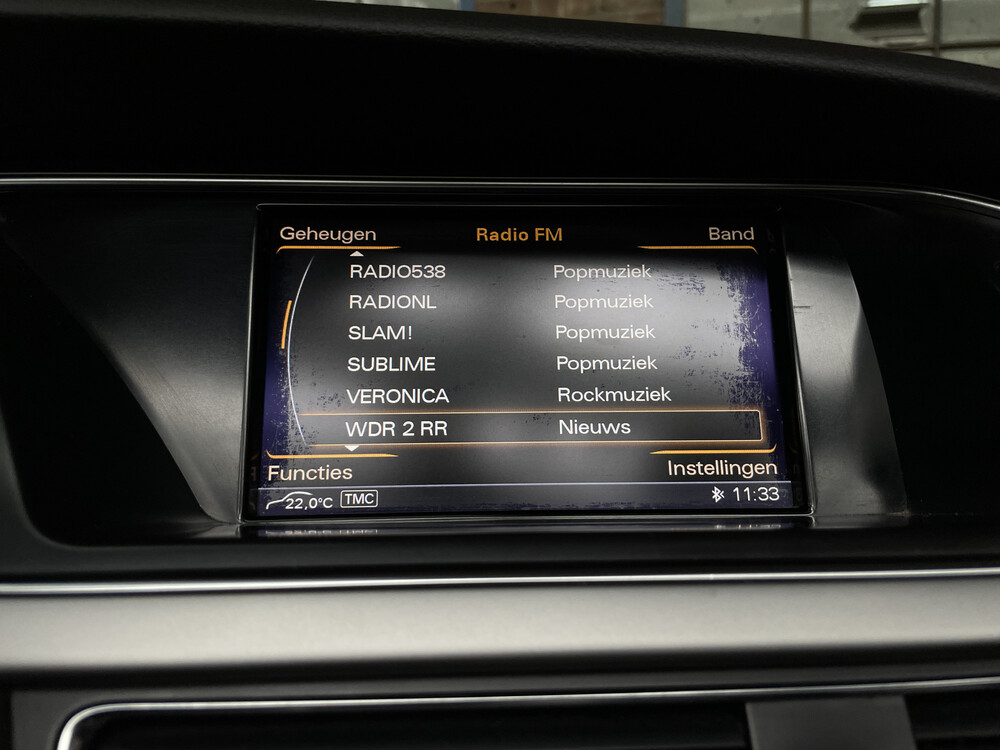 Geheugen Radio FM Band
RADIO538 Popmuziek
RADIONL Popmuziek
SLAM! Popmuziek
SUBLIME Popmuziek
VERONICA Rockmuziek
WDR 2 RR Nieuws
Functies Instellingen
22,0°C TMC 11:33